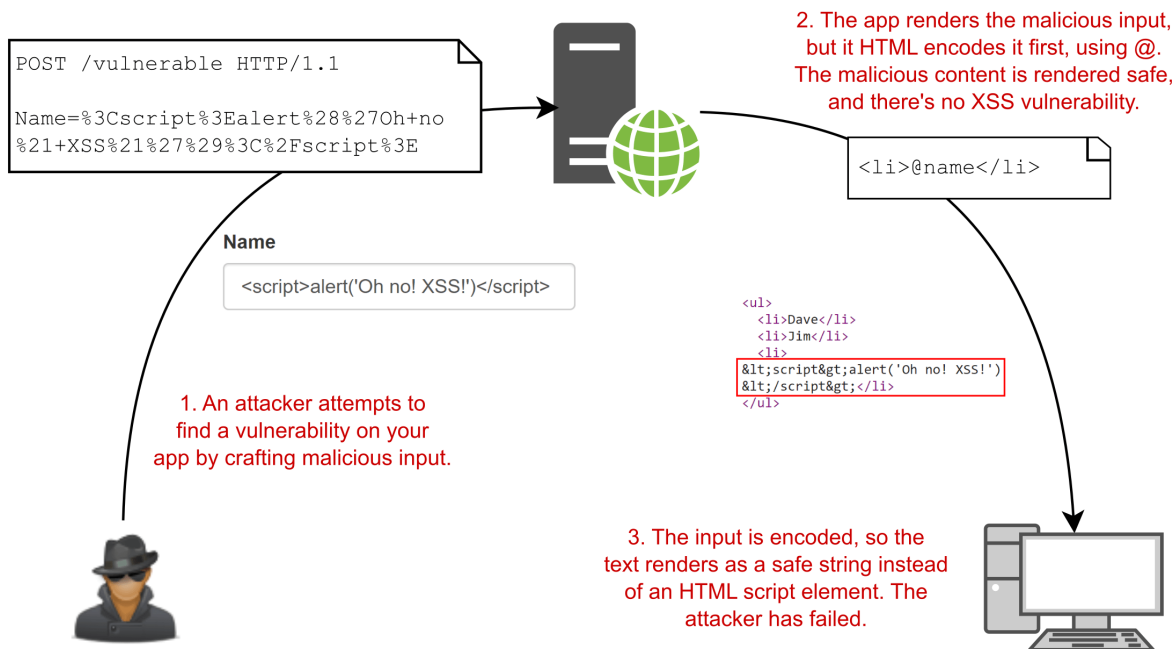 POST /vulnerable HTTP/1.1
Name=%3Cscript%3Ealert%28%27Oh+no
%21+XSS%21%27%29%3C%2Fscript%3E
2. The app renders the malicious input,
but it HTML encodes it first, using @.
The malicious content is rendered safe,
and there's no XSS vulnerability.
<li>@name</li>
Name
<script>alert('Oh no! XSS!')</script>
<ul>
<li>Dave</li>
<li>Jim</li>
<li>
&lt;script&gt;alert('Oh no! XSS!')
&lt;/script&gt;</li>
</ul>
1. An attacker attempts to
find a vulnerability on your
app by crafting malicious input.
3. The input is encoded, so the
text renders as a safe string instead
of an HTML script element. The
attacker has failed.